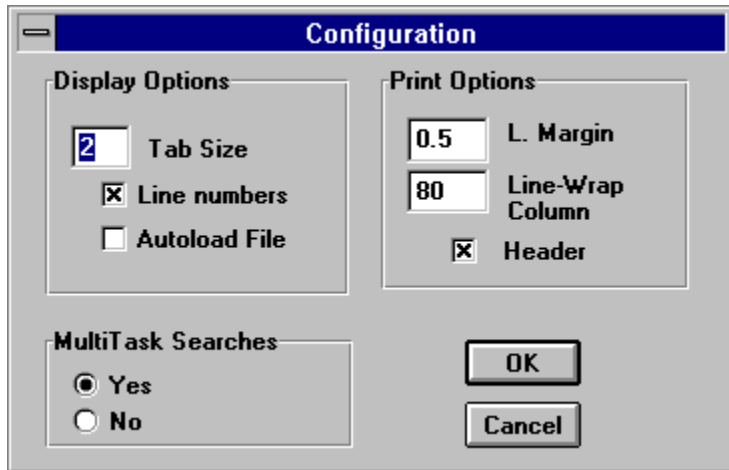 Configuration
Display Options
2 Tab Size
Line numbers
Autoload File
Print Options
0.5 L. Margin
80 Line-Wrap
Column
Header
MultiTask Searches
Yes
No
OK
Cancel